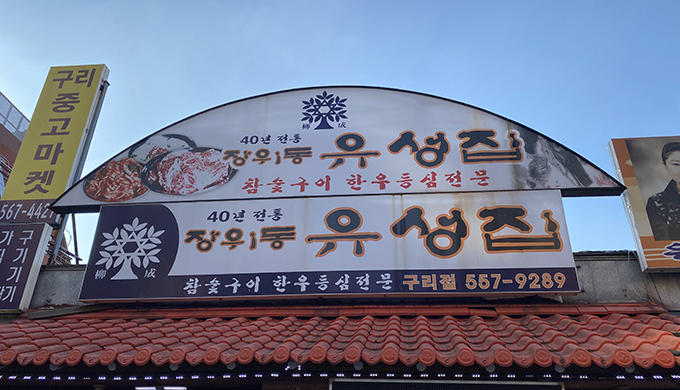 구리
중고마켓
567-442
柳 成
40년 전통
장위동 유성집
참숯구이 한우등심전문
40년 전통
장위동 유성집
柳 成
참숯구이 한우등심전문 구리점 557-9289